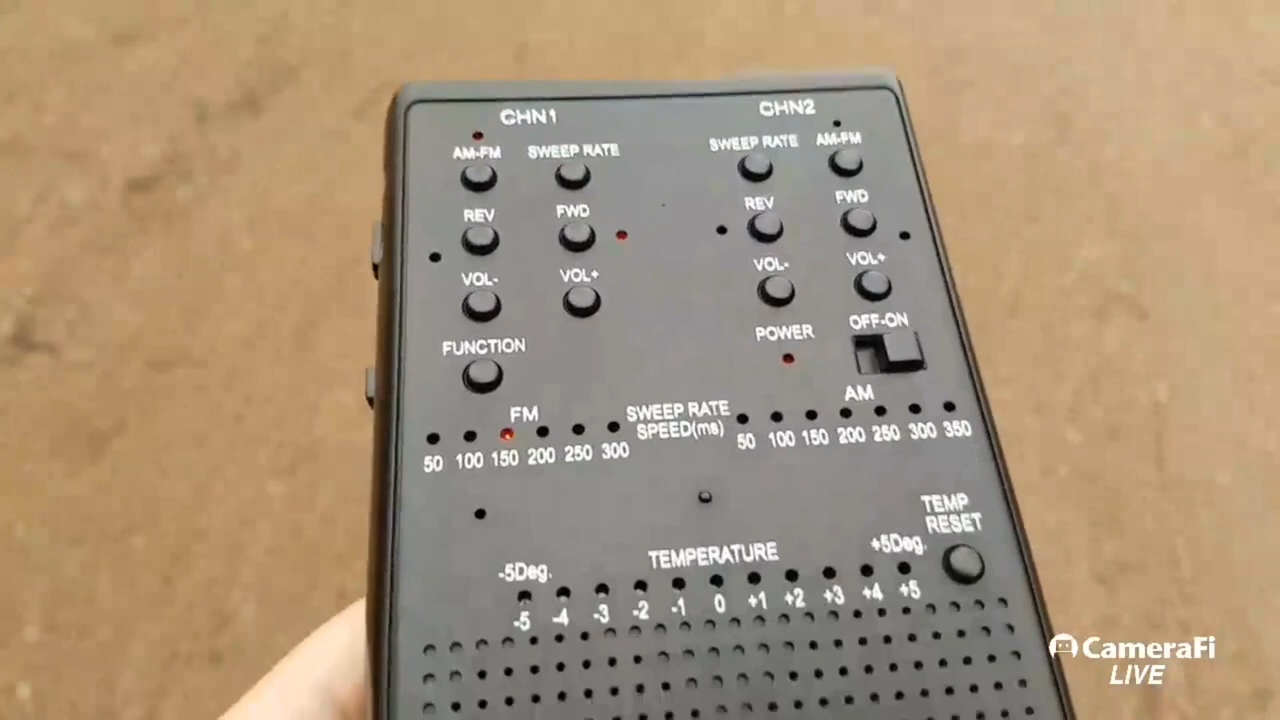 CHN1 CHN2
AM-FM SWEEP RATE SWEEP RATE AM-FM
REV FWD REV FWD
VOL- VOL+ VOL- VOL+
FUNCTION POWER OFF-ON
FM SWEEP RATE AM
SPEED(ms)
50 100 150 200 250 300 50 100 150 200 250 300 350
TEMP
RESET
-5Deg. TEMPERATURE +5Deg.
-5 -4 -3 -2 -1 0 +1 +2 +3 +4 +5
CameraFi
LIVE